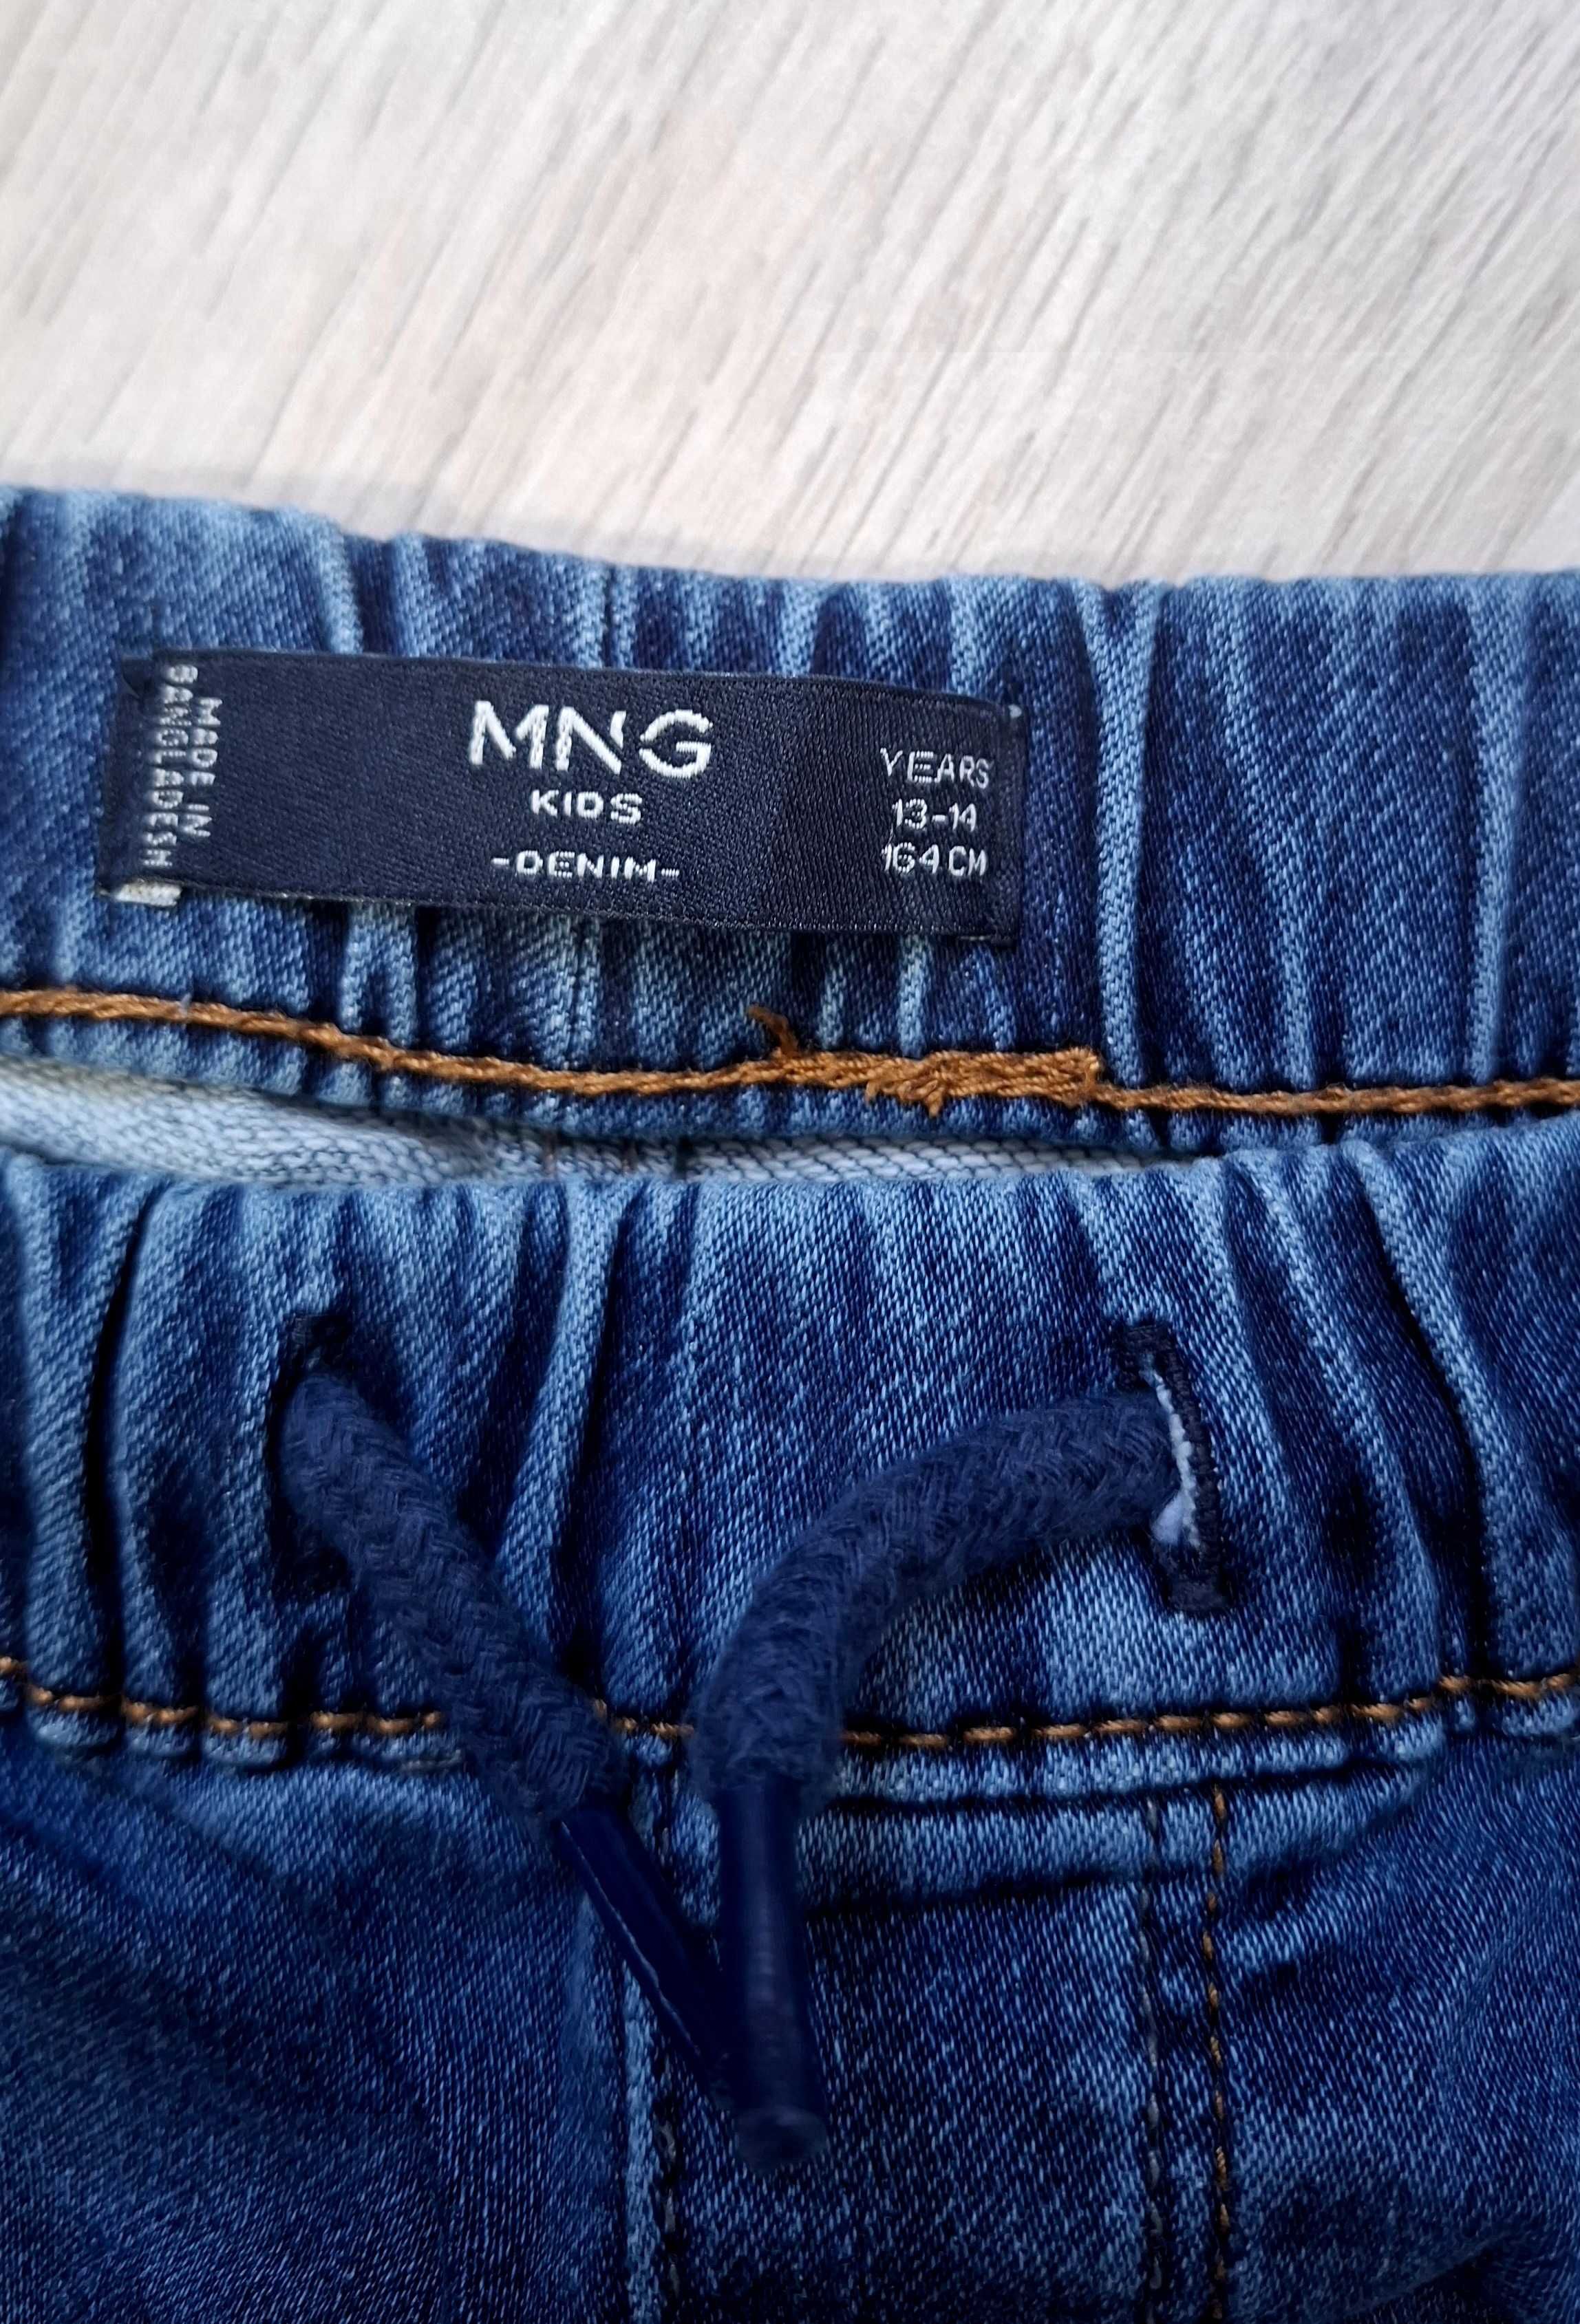 MADE IN
BANGLADESH
MNG
KIDS
-DENIM-
YEARS
13-14
164 CM